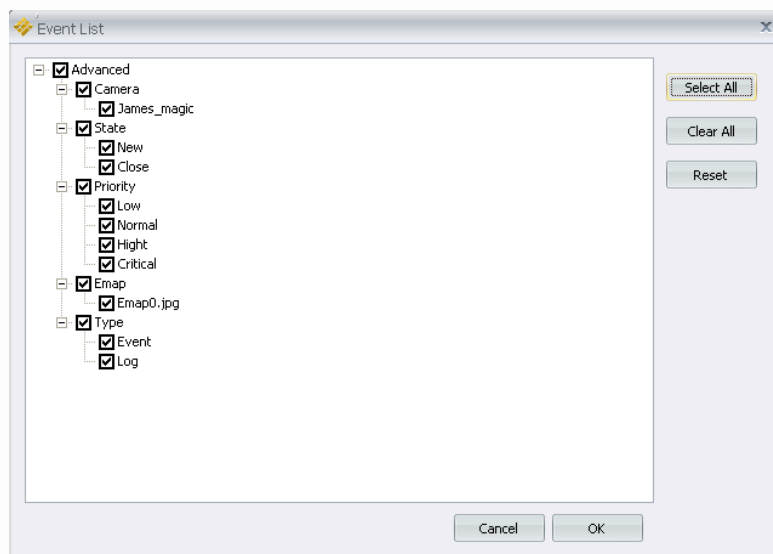 Event List
Advanced
Camera
James_magic
State
New
Close
Priority
Low
Normal
Hight
Critical
Emap
Emap0.jpg
Type
Event
Log
Select All
Clear All
Reset
Cancel
OK